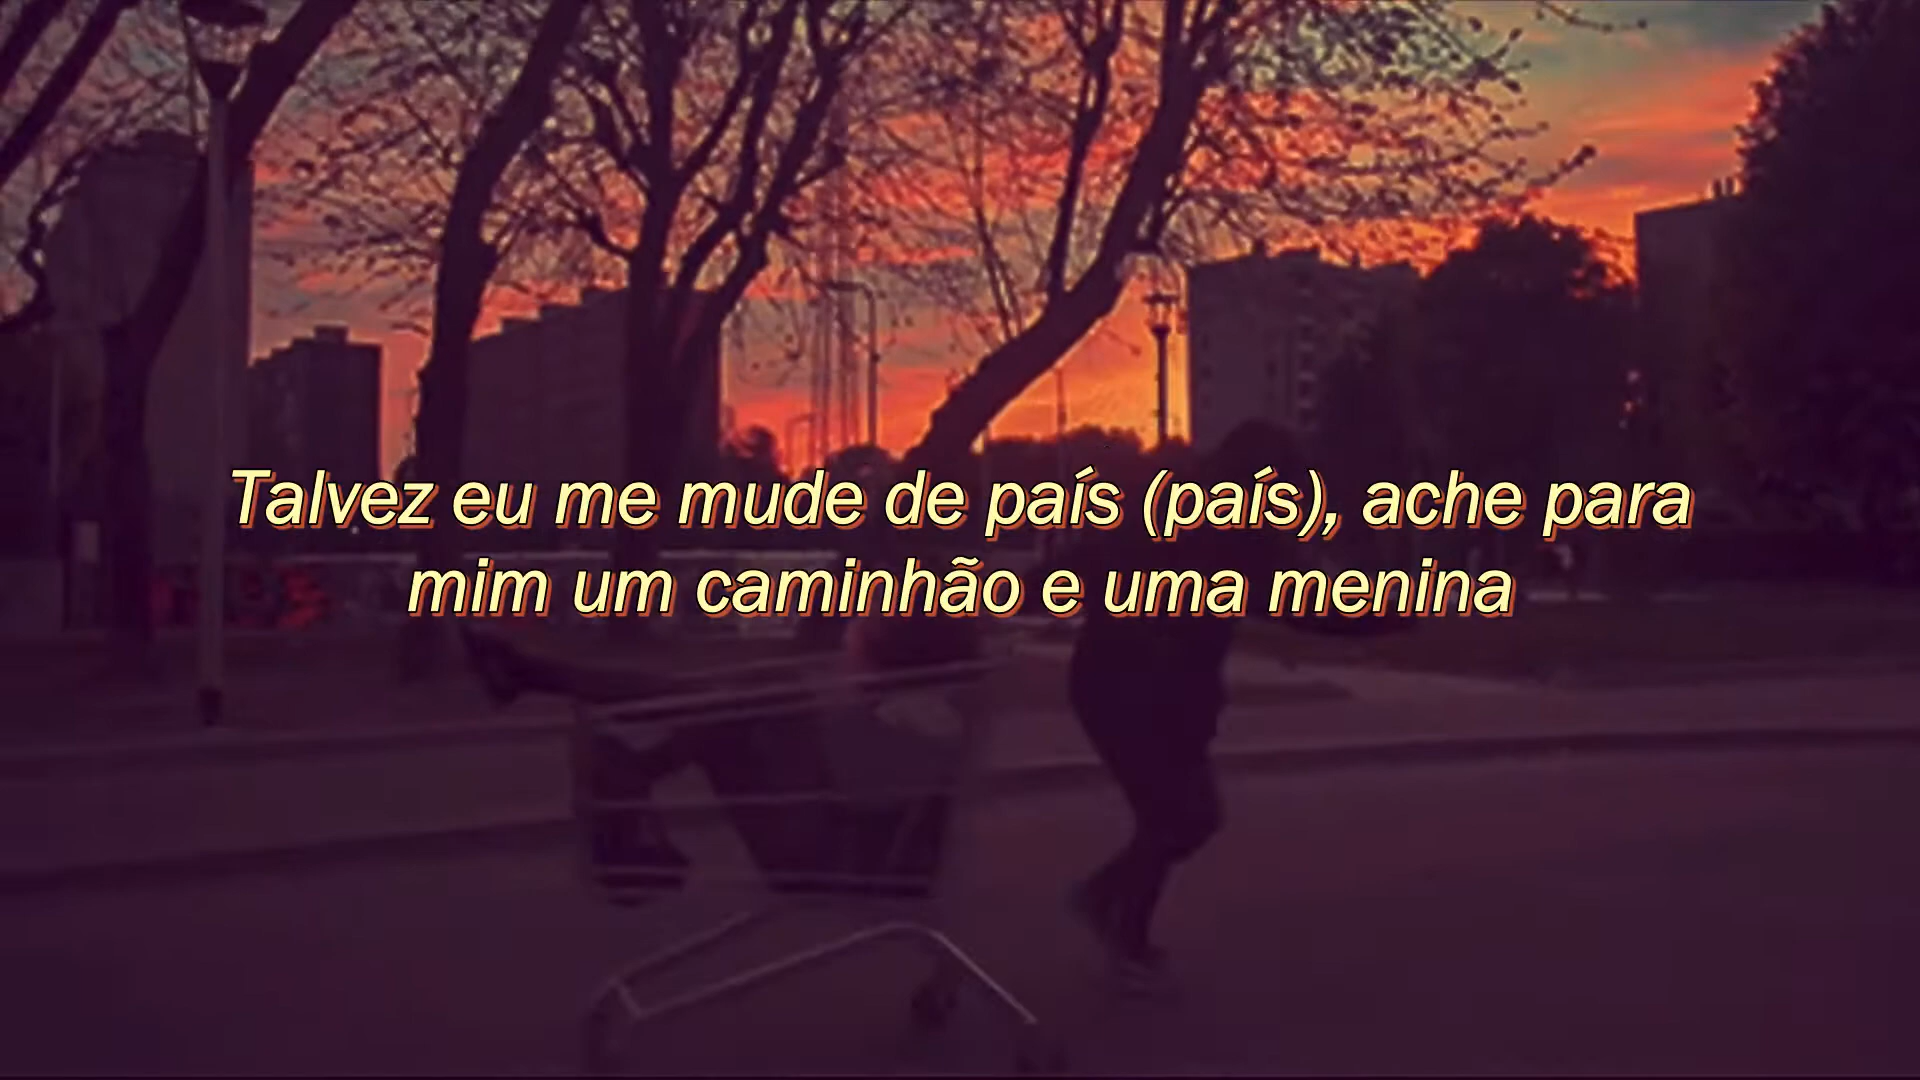 Talvez eu me mude de país (país), ache para
mim um caminhão e uma menina